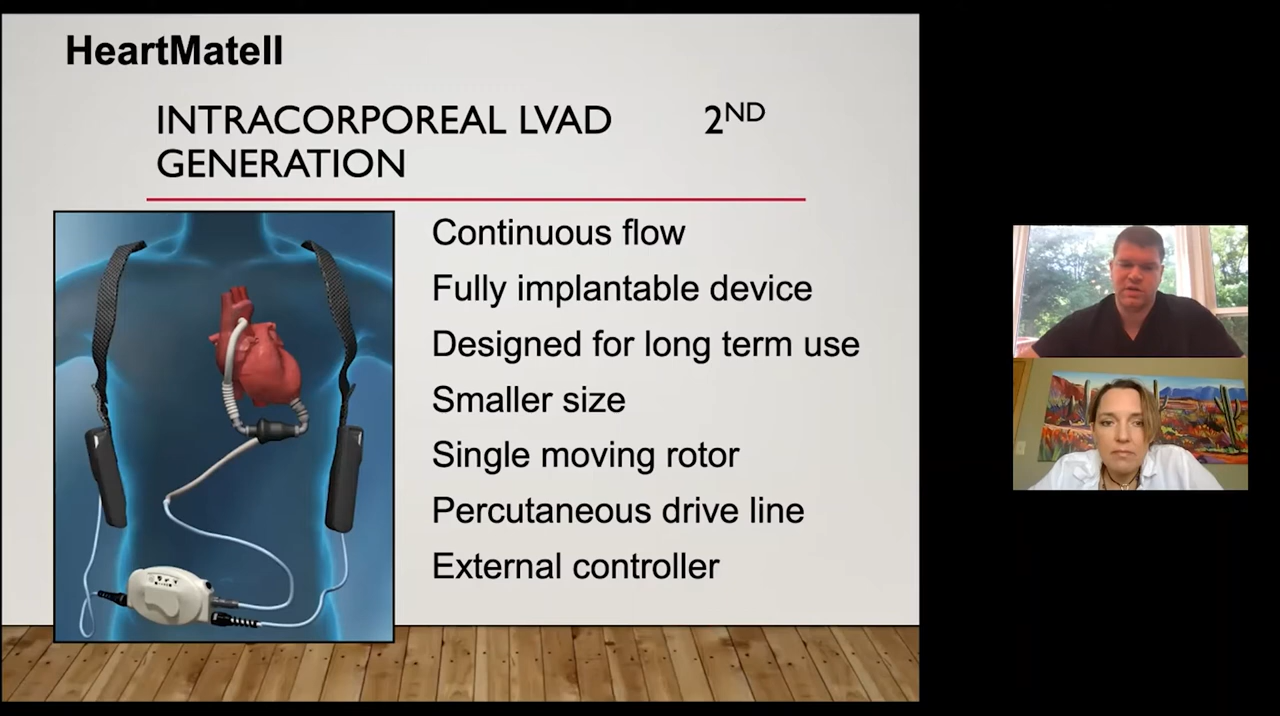 HeartMateII
INTRACORPOREAL LVAD 2ND
GENERATION
Continuous flow
Fully implantable device
Designed for long term use
Smaller size
Single moving rotor
Percutaneous drive line
External controller